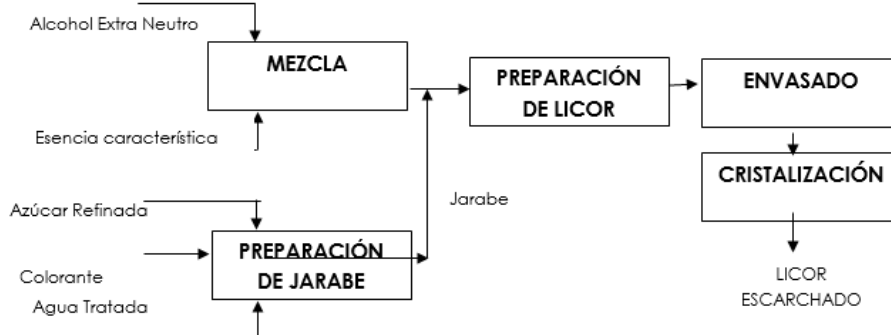 Alcohol Extra Neutro
MEZCLA
Esencia característica
PREPARACIÓN
DE LICOR
ENVASADO
CRISTALIZACIÓN
Azúcar Refinada
Jarabe
PREPARACIÓN
DE JARABE
Colorante
Agua Tratada
LICOR
ESCARCHADO